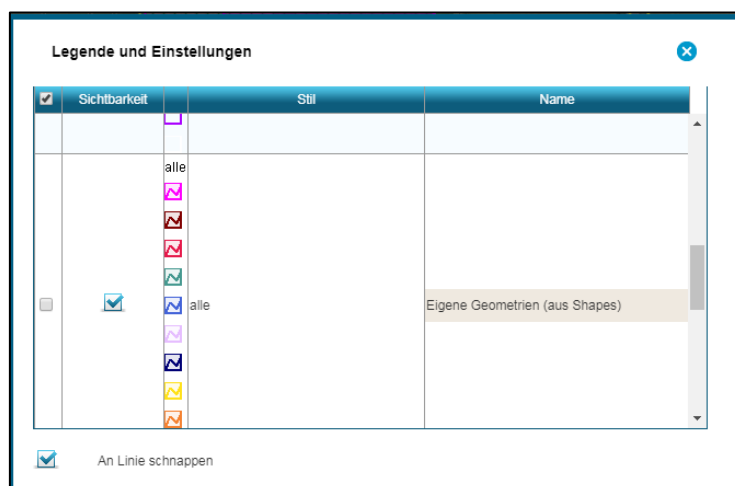 Legende und Einstellungen
Sichtbarkeit Stil Name
alle
alle Eigene Geometrien (aus Shapes)
An Linie schnappen